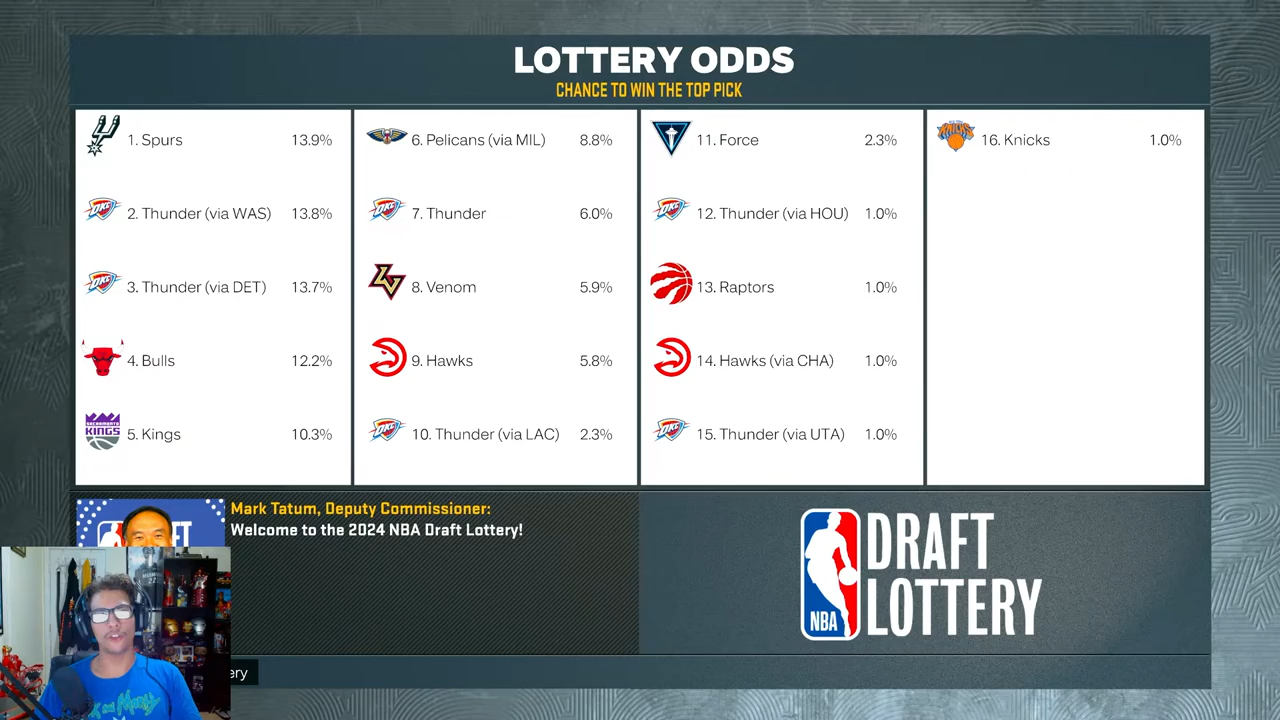 LOTTERY ODDS
CHANCE TO WIN THE TOP PICK
1. Spurs 13.9%
2. Thunder (via WAS) 13.8%
3. Thunder (via DET) 13.7%
4. Bulls 12.2%
SACRAMENTO
KINGS
5. Kings 10.3%
6. Pelicans (via MIL) 8.8%
OKC
7. Thunder 6.0%
8. Venom 5.9%
9. Hawks 5.8%
10. Thunder (via LAC) 2.3%
11. Force 2.3%
12. Thunder (via HOU) 1.0%
13. Raptors 1.0%
14. Hawks (via CHA) 1.0%
15. Thunder (via UTA) 1.0%
KNICKS
16. Knicks 1.0%
Mark Tatum, Deputy Commissioner:
Welcome to the 2024 NBA Draft Lottery!
DRAFT
LOTTERY
NBA